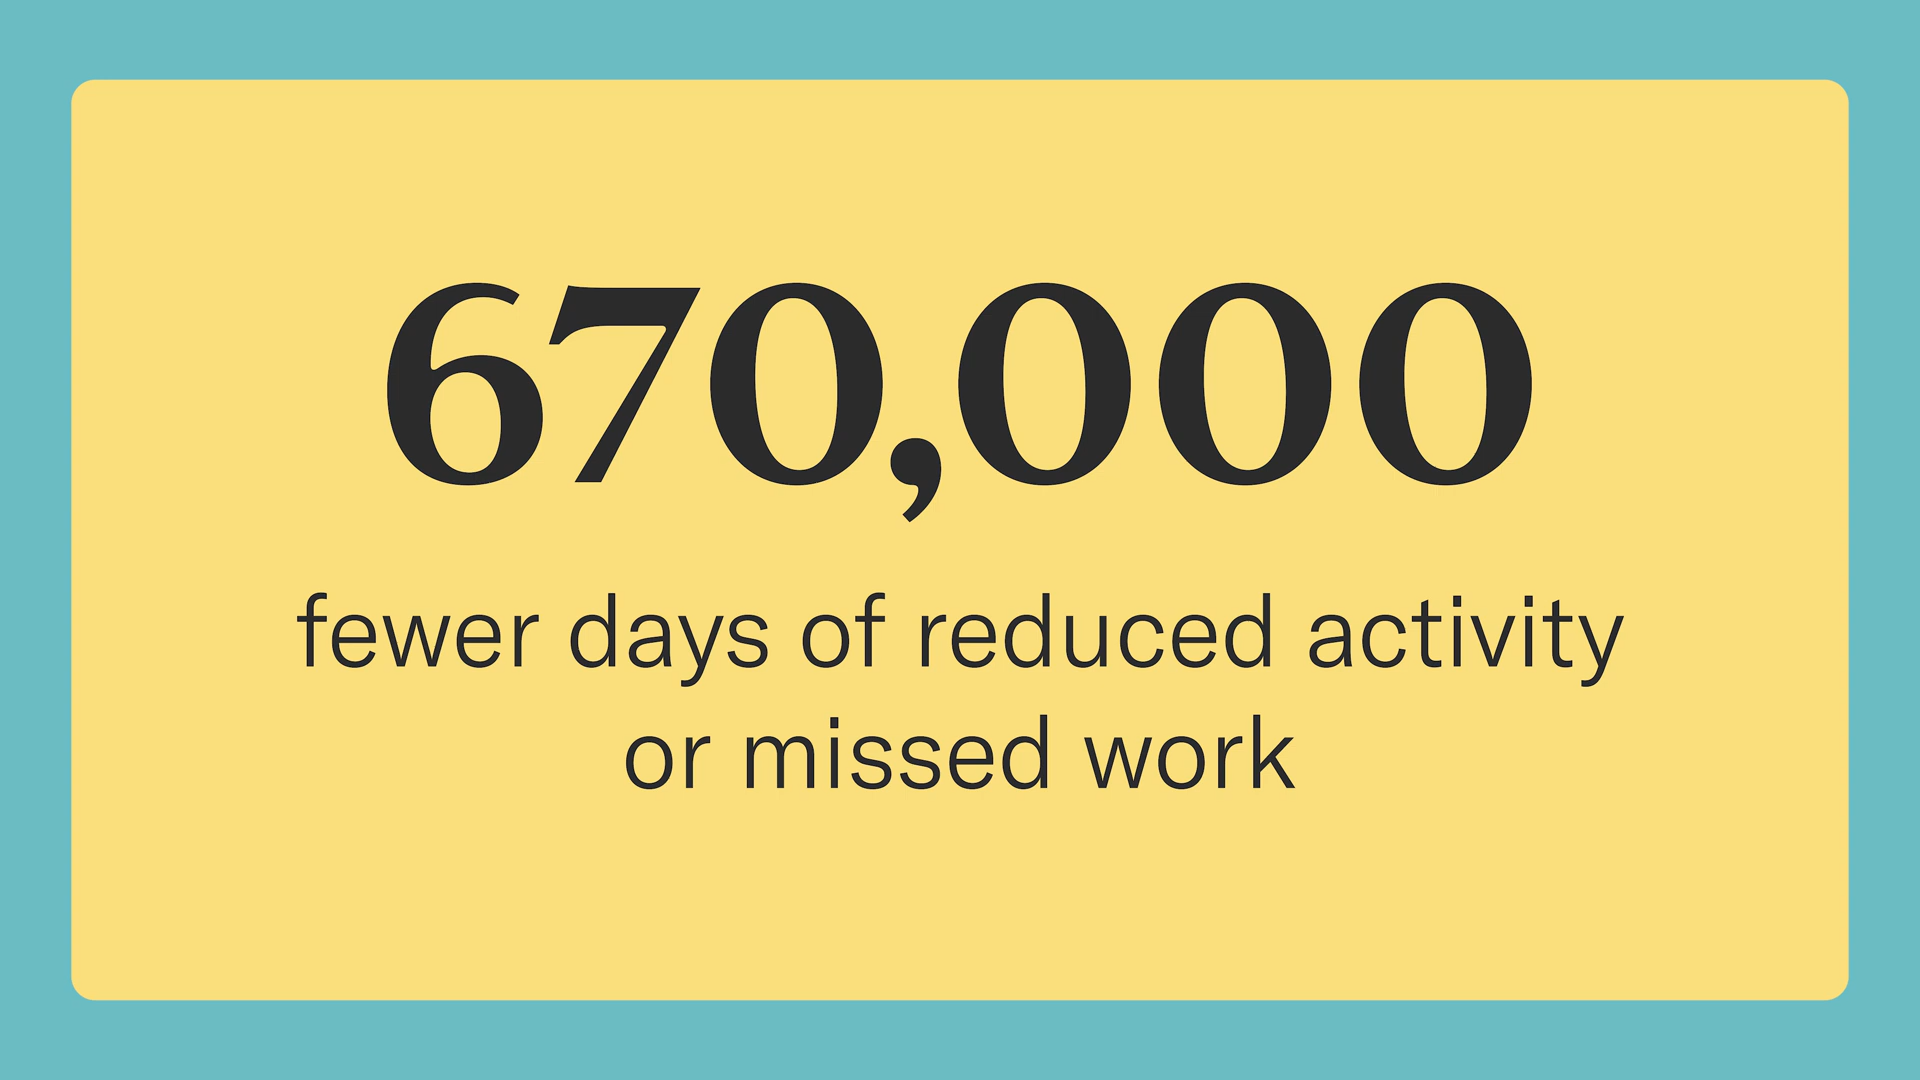 670,000
fewer days of reduced activity
or missed work